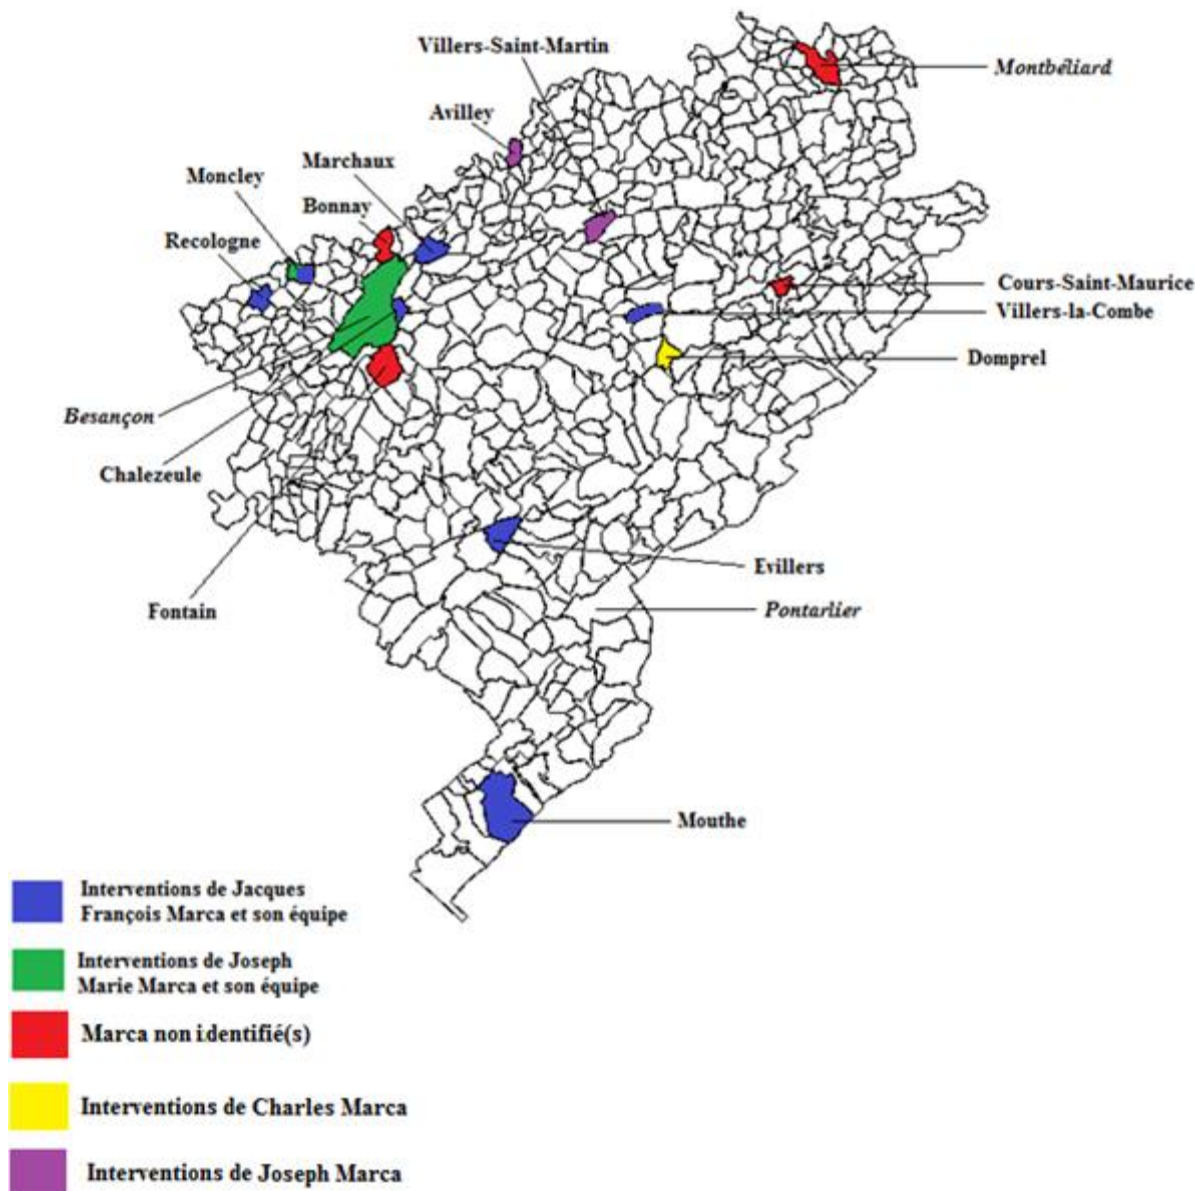 Villers-Saint-Martin
Montbéliard
Avilley
Marchaux
Moncley
Bonnay
Recologne
Cours-Saint-Maurice
Villers-la-Combe
Domprel
Besançon
Chalezeule
Evillers
Fontain
Pontarlier
Mouthe
Interventions de Jacques
François Marca et son équipe
Interventions de Joseph
Marie Marca et son équipe
Marca non identifié(s)
Interventions de Charles Marca
Interventions de Joseph Marca